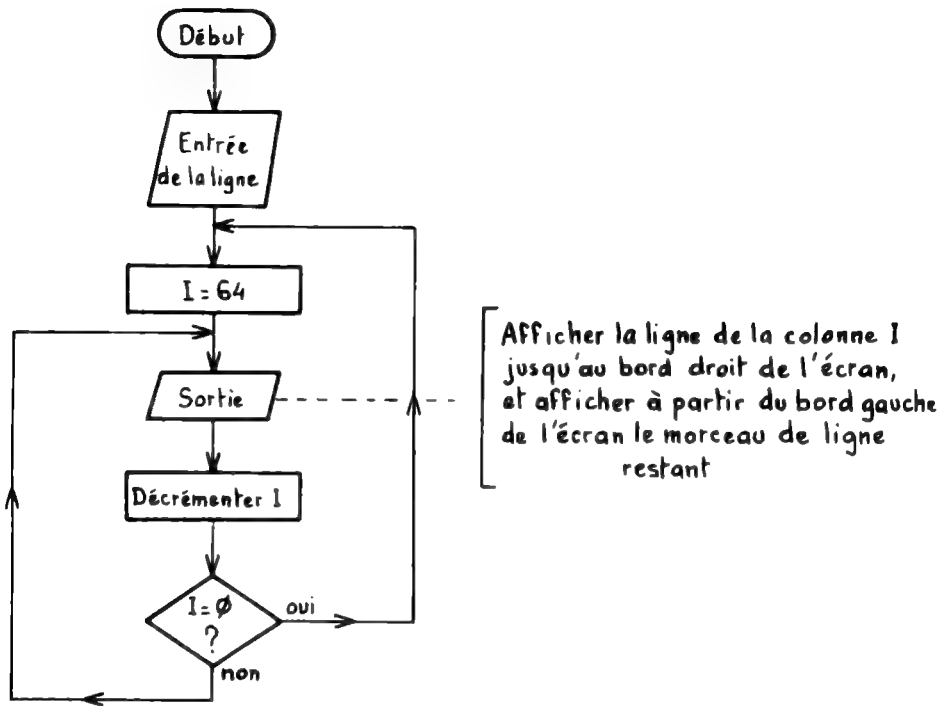 Début
Entrée
de la ligne
I = 64
Sortie
Afficher la ligne de la colonne I
jusqu'au bord droit de l'écran,
et afficher à partir du bord gauche
de l'écran le morceau de ligne
restant
Décrémenter I
I = Ø
?
oui
non